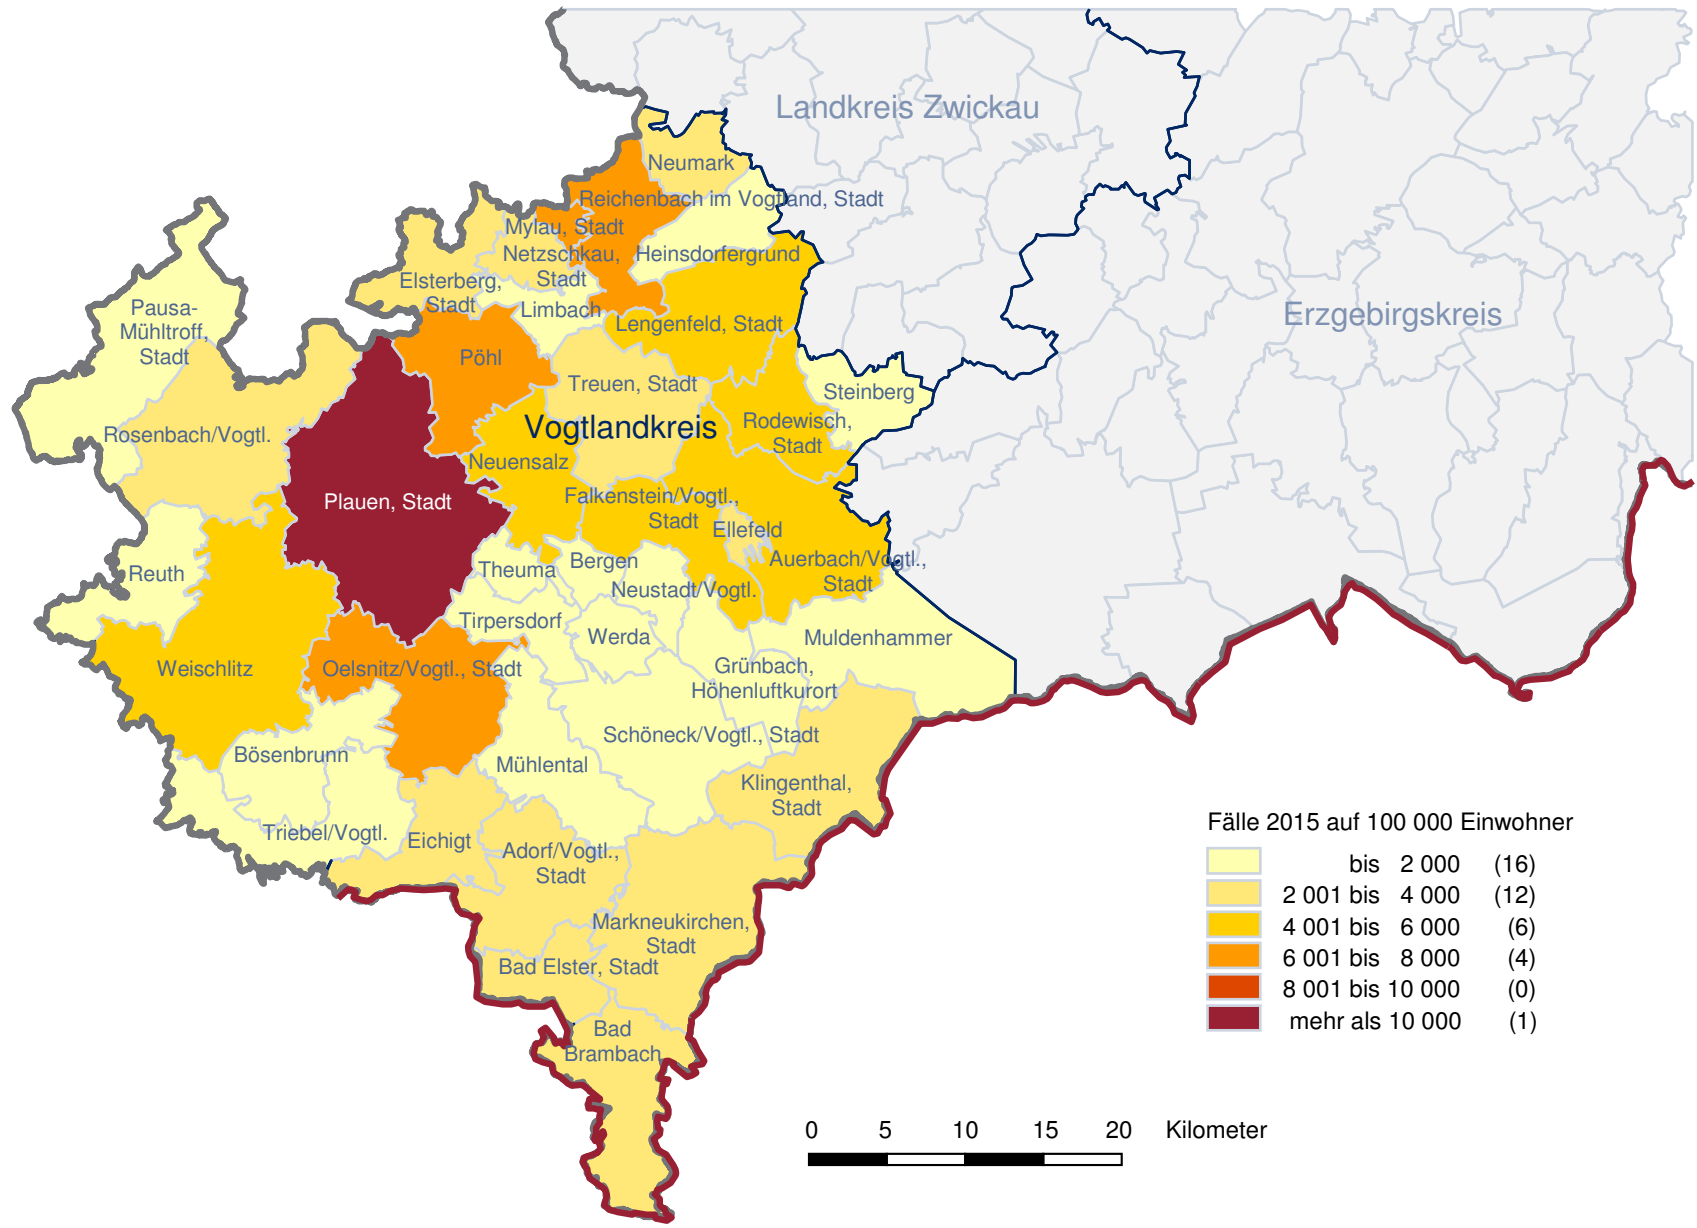 Landkreis Zwickau
Neumark
Reichenbach im Vogtland, Stadt
Mylau, Stadt
Netzschkau,
Stadt
Heinsdorfergrund
Elsterberg,
Stadt
Limbach
Lengenfeld, Stadt
Erzgebirgskreis
Pausa-
Mühltroff,
Stadt
Pöhl
Treuen, Stadt
Steinberg
Vogtlandkreis
Rodewisch,
Stadt
Rosenbach/Vogtl.
Neuensalz
Plauen, Stadt
Falkenstein/Vogtl.,
Stadt
Ellefeld
Auerbach/Vogtl.,
Stadt
Reuth
Theuma
Bergen
Neustadt/Vogtl.
Tirpersdorf
Werda
Muldenhammer
Weischlitz
Oelsnitz/Vogtl., Stadt
Grünbach,
Höhenluftkurort
Schöneck/Vogtl., Stadt
Bösenbrunn
Mühlental
Klingenthal,
Stadt
Triebel/Vogtl.
Eichigt
Adorf/Vogtl.,
Stadt
Markneukirchen,
Stadt
Bad Elster, Stadt
Bad
Brambach
Fälle 2015 auf 100 000 Einwohner
bis 2 000 (16)
2 001 bis 4 000 (12)
4 001 bis 6 000 (6)
6 001 bis 8 000 (4)
8 001 bis 10 000 (0)
mehr als 10 000 (1)
0 5 10 15 20 Kilometer